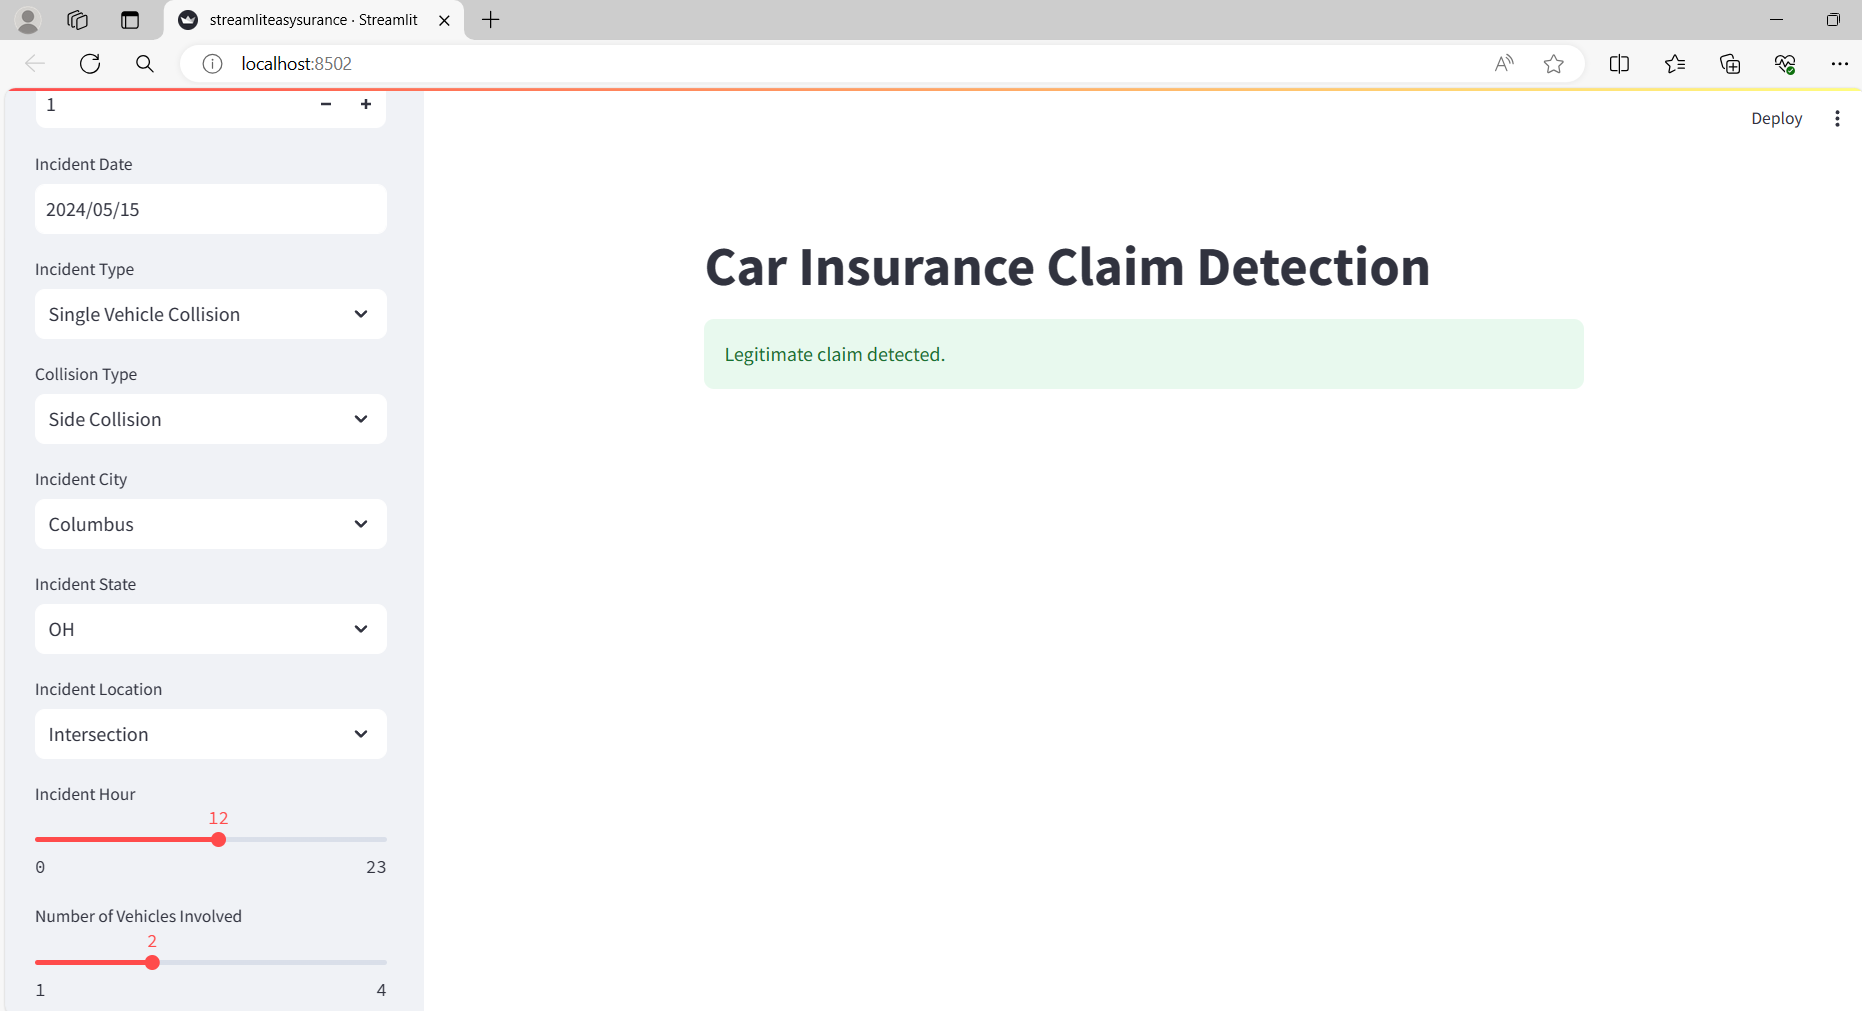 streamliteasysurance · Streamlit
localhost:8502
1
Incident Date
2024/05/15
Incident Type
Single Vehicle Collision
Collision Type
Side Collision
Incident City
Columbus
Incident State
OH
Incident Location
Intersection
Incident Hour
12
0 23
Number of Vehicles Involved
2
1 4
Deploy
Car Insurance Claim Detection
Legitimate claim detected.